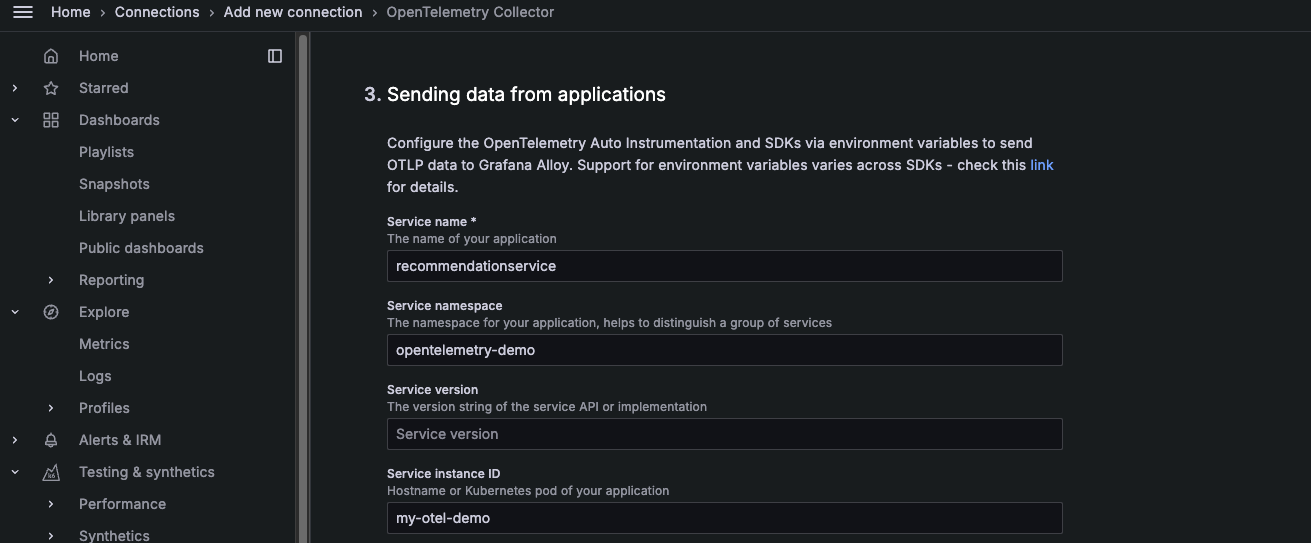 Home › Connections › Add new connection › OpenTelemetry Collector
Home
Starred
Dashboards
Playlists
Snapshots
Library panels
Public dashboards
Reporting
Explore
Metrics
Logs
Profiles
Alerts & IRM
Testing & synthetics
Performance
Synthetics
3. Sending data from applications
Configure the OpenTelemetry Auto Instrumentation and SDKs via environment variables to send
OTLP data to Grafana Alloy. Support for environment variables varies across SDKs - check this link
for details.
Service name *
The name of your application
recommendationservice
Service namespace
The namespace for your application, helps to distinguish a group of services
opentelemetry-demo
Service version
The version string of the service API or implementation
Service version
Service instance ID
Hostname or Kubernetes pod of your application
my-otel-demo